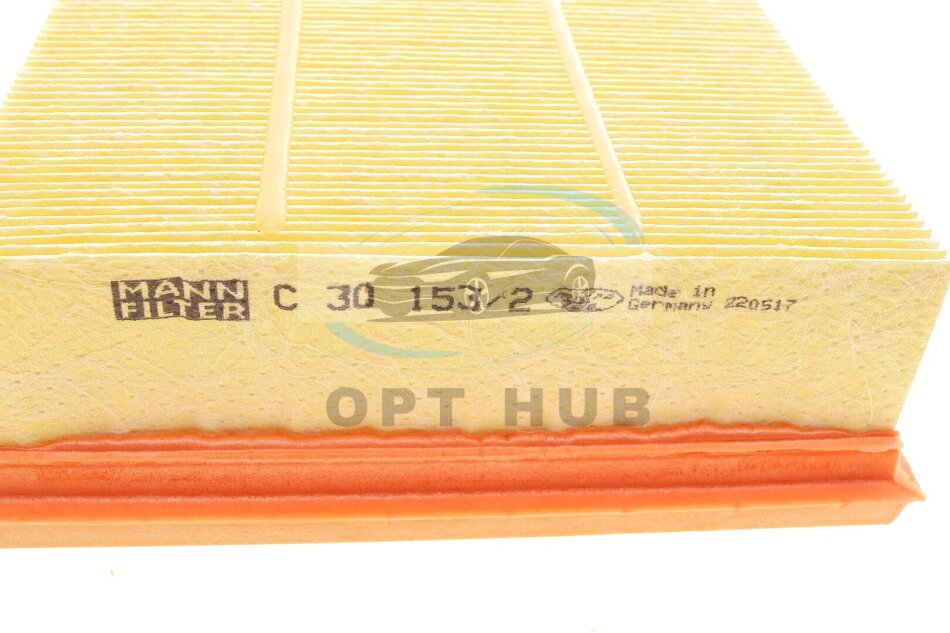 MANN
FILTER
C 30 153/2
Made in
Germany 220517
OPT HUB